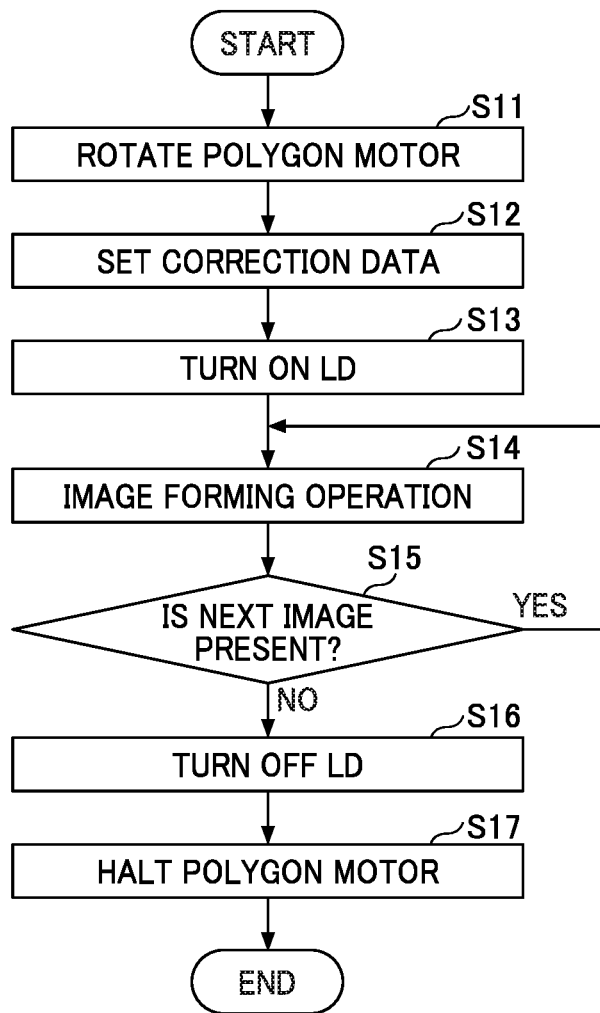 START
S11
ROTATE POLYGON MOTOR
S12
SET CORRECTION DATA
S13
TURN ON LD
S14
IMAGE FORMING OPERATION
S15
IS NEXT IMAGE
PRESENT?
YES
NO
S16
TURN OFF LD
S17
HALT POLYGON MOTOR
END